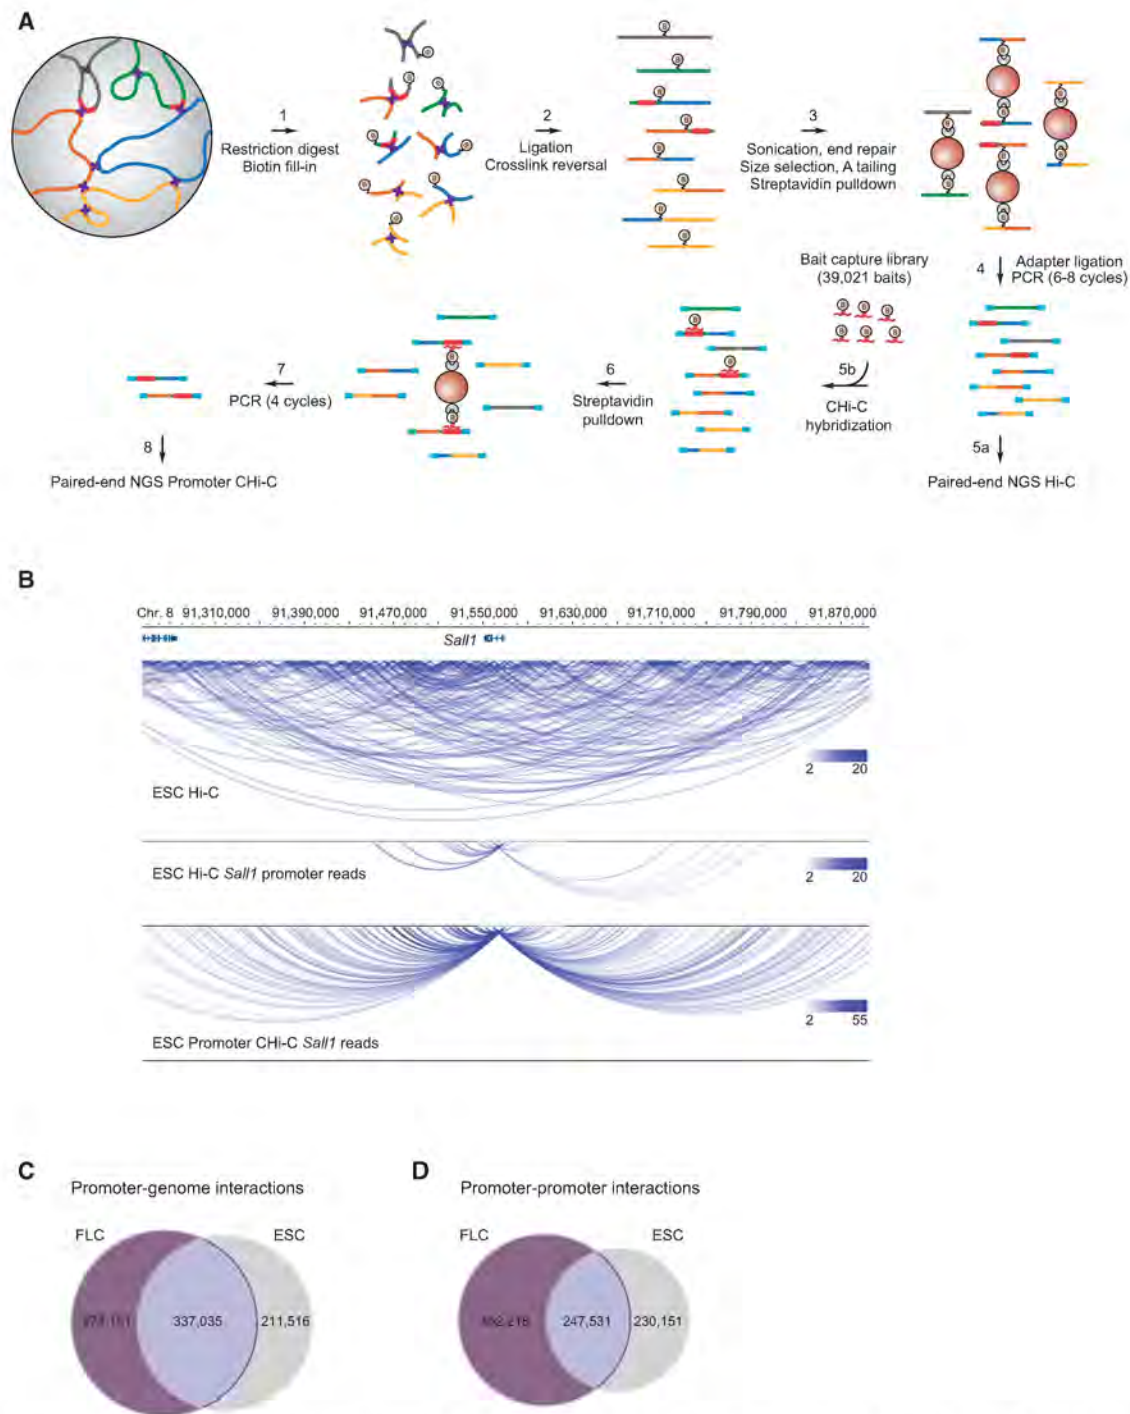 A
1
Restriction digest
Biotin fill-in
2
Ligation
Crosslink reversal
3
Sonication, end repair
Size selection, A tailing
Streptavidin pulldown
4
Adapter ligation
PCR (6-8 cycles)
Bait capture library
(39,021 baits)
5b
CHi-C
hybridization
5a
Paired-end NGS Hi-C
6
Streptavidin
pulldown
7
PCR (4 cycles)
8
Paired-end NGS Promoter CHi-C
B
Chr. 8 91,310,000 91,390,000 91,470,000 91,550,000 91,630,000 91,710,000 91,790,000 91,870,000
Sall1
2 20
ESC Hi-C
2 20
ESC Hi-C Sall1 promoter reads
2 55
ESC Promoter CHi-C Sall1 reads
C
Promoter-genome interactions
FLC ESC
337,035 211,516
D
Promoter-promoter interactions
FLC ESC
247,531 230,151